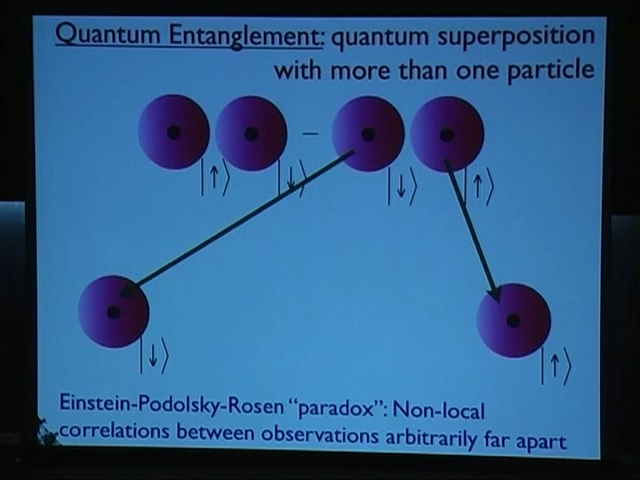 Quantum Entanglement: quantum superposition
with more than one particle
–
|↑⟩ |↓⟩ |↓⟩ |↑⟩
|↓⟩ |↑⟩
Einstein-Podolsky-Rosen “paradox”: Non-local
correlations between observations arbitrarily far apart